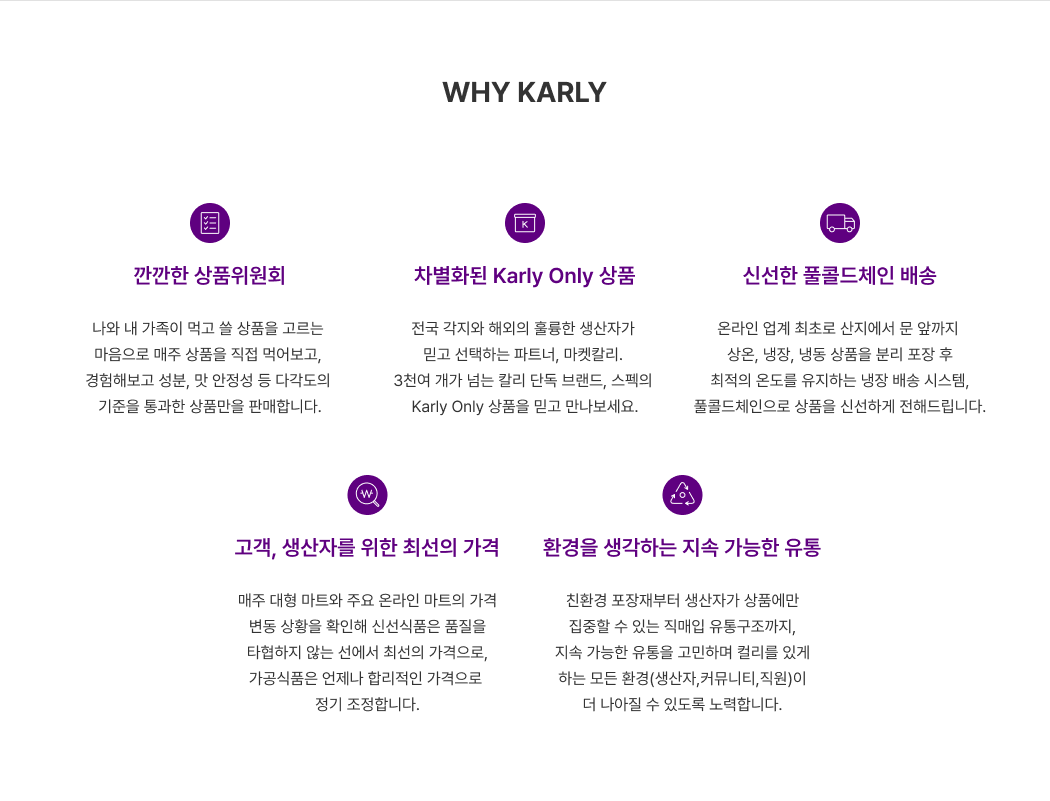 WHY KARLY
깐깐한 상품위원회
나와 내 가족이 먹고 쓸 상품을 고르는
마음으로 매주 상품을 직접 먹어보고,
경험해보고 성분, 맛 안정성 등 다각도의
기준을 통과한 상품만을 판매합니다.
차별화된 Karly Only 상품
전국 각지와 해외의 훌륭한 생산자가
믿고 선택하는 파트너, 마켓칼리.
3천여 개가 넘는 칼리 단독 브랜드, 스펙의
Karly Only 상품을 믿고 만나보세요.
신선한 풀콜드체인 배송
온라인 업계 최초로 산지에서 문 앞까지
상온, 냉장, 냉동 상품을 분리 포장 후
최적의 온도를 유지하는 냉장 배송 시스템,
풀콜드체인으로 상품을 신선하게 전해드립니다.
고객, 생산자를 위한 최선의 가격
매주 대형 마트와 주요 온라인 마트의 가격
변동 상황을 확인해 신선식품은 품질을
타협하지 않는 선에서 최선의 가격으로,
가공식품은 언제나 합리적인 가격으로
정기 조정합니다.
환경을 생각하는 지속 가능한 유통
친환경 포장재부터 생산자가 상품에만
집중할 수 있는 직매입 유통구조까지,
지속 가능한 유통을 고민하며 컬리를 있게
하는 모든 환경(생산자,커뮤니티,직원)이
더 나아질 수 있도록 노력합니다.